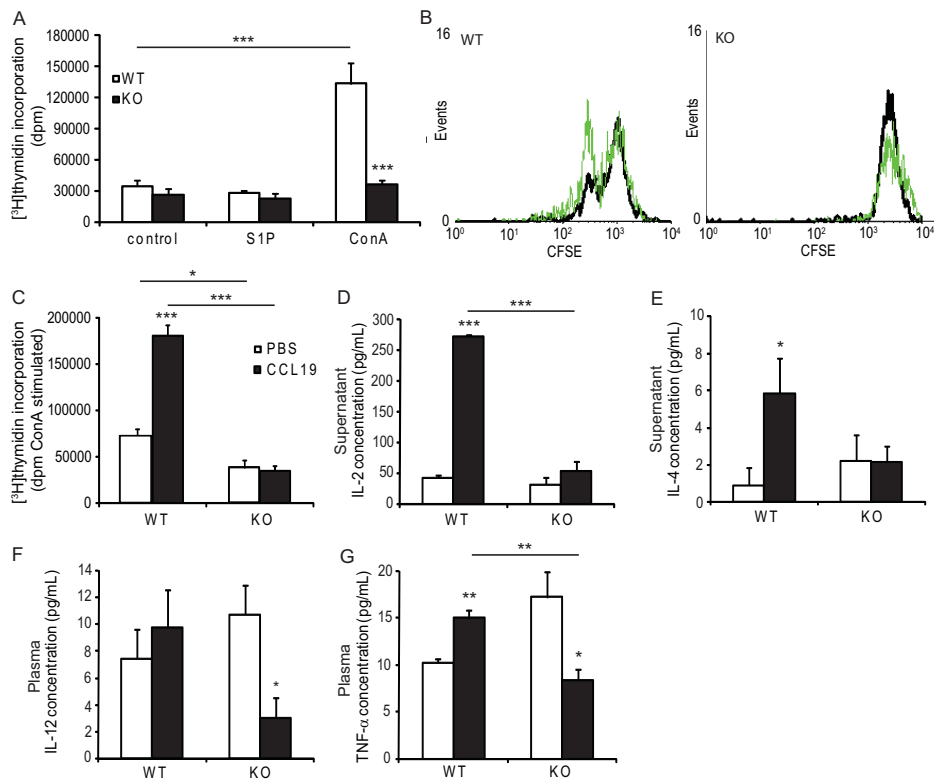 A
[³H]thymidin incorporation
(dpm)
180000
150000
120000
90000
60000
30000
0
WT
KO
***
***
control
S1P
ConA
B
16
WT
Events
0
10⁰
10¹
10²
10³
10⁴
CFSE
16
KO
Events
0
10⁰
10¹
10²
10³
10⁴
CFSE
C
[³H]thymidin incorporation
(dpm ConA stimulated)
200000
150000
100000
50000
0
*
***
***
PBS
CCL19
WT
KO
D
Supernatant
IL-2 concentration (pg/mL)
300
250
200
150
100
50
0
***
***
WT
KO
E
Supernatant
IL-4 concentration (pg/mL)
8
6
4
2
0
*
WT
KO
F
Plasma
IL-12 concentration (pg/mL)
14
12
10
8
6
4
2
0
*
WT
KO
G
Plasma
TNF-α concentration (pg/mL)
20
15
10
5
0
**
**
*
WT
KO